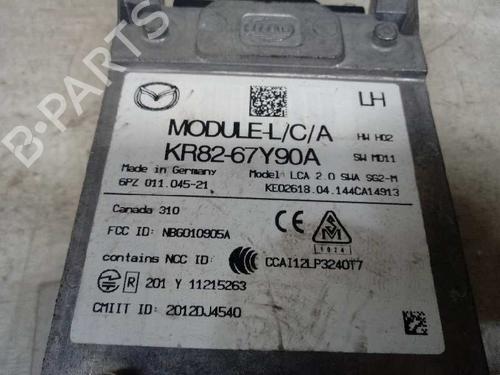 LH
MODULE-L/C/A HW H02
KR82-67Y90A SW MD11
Made in Germany Model LCA 2.0 SWA SG2-M
6PZ 011.045-21 KE02618.04.144CA14913
Canada 310
FCC ID: NBG010905A
CE
1024
contains NCC ID: CCAI12LP3240T7
R 201 Y 11215263
CMIIT ID: 2012DJ4540
B-PARTS